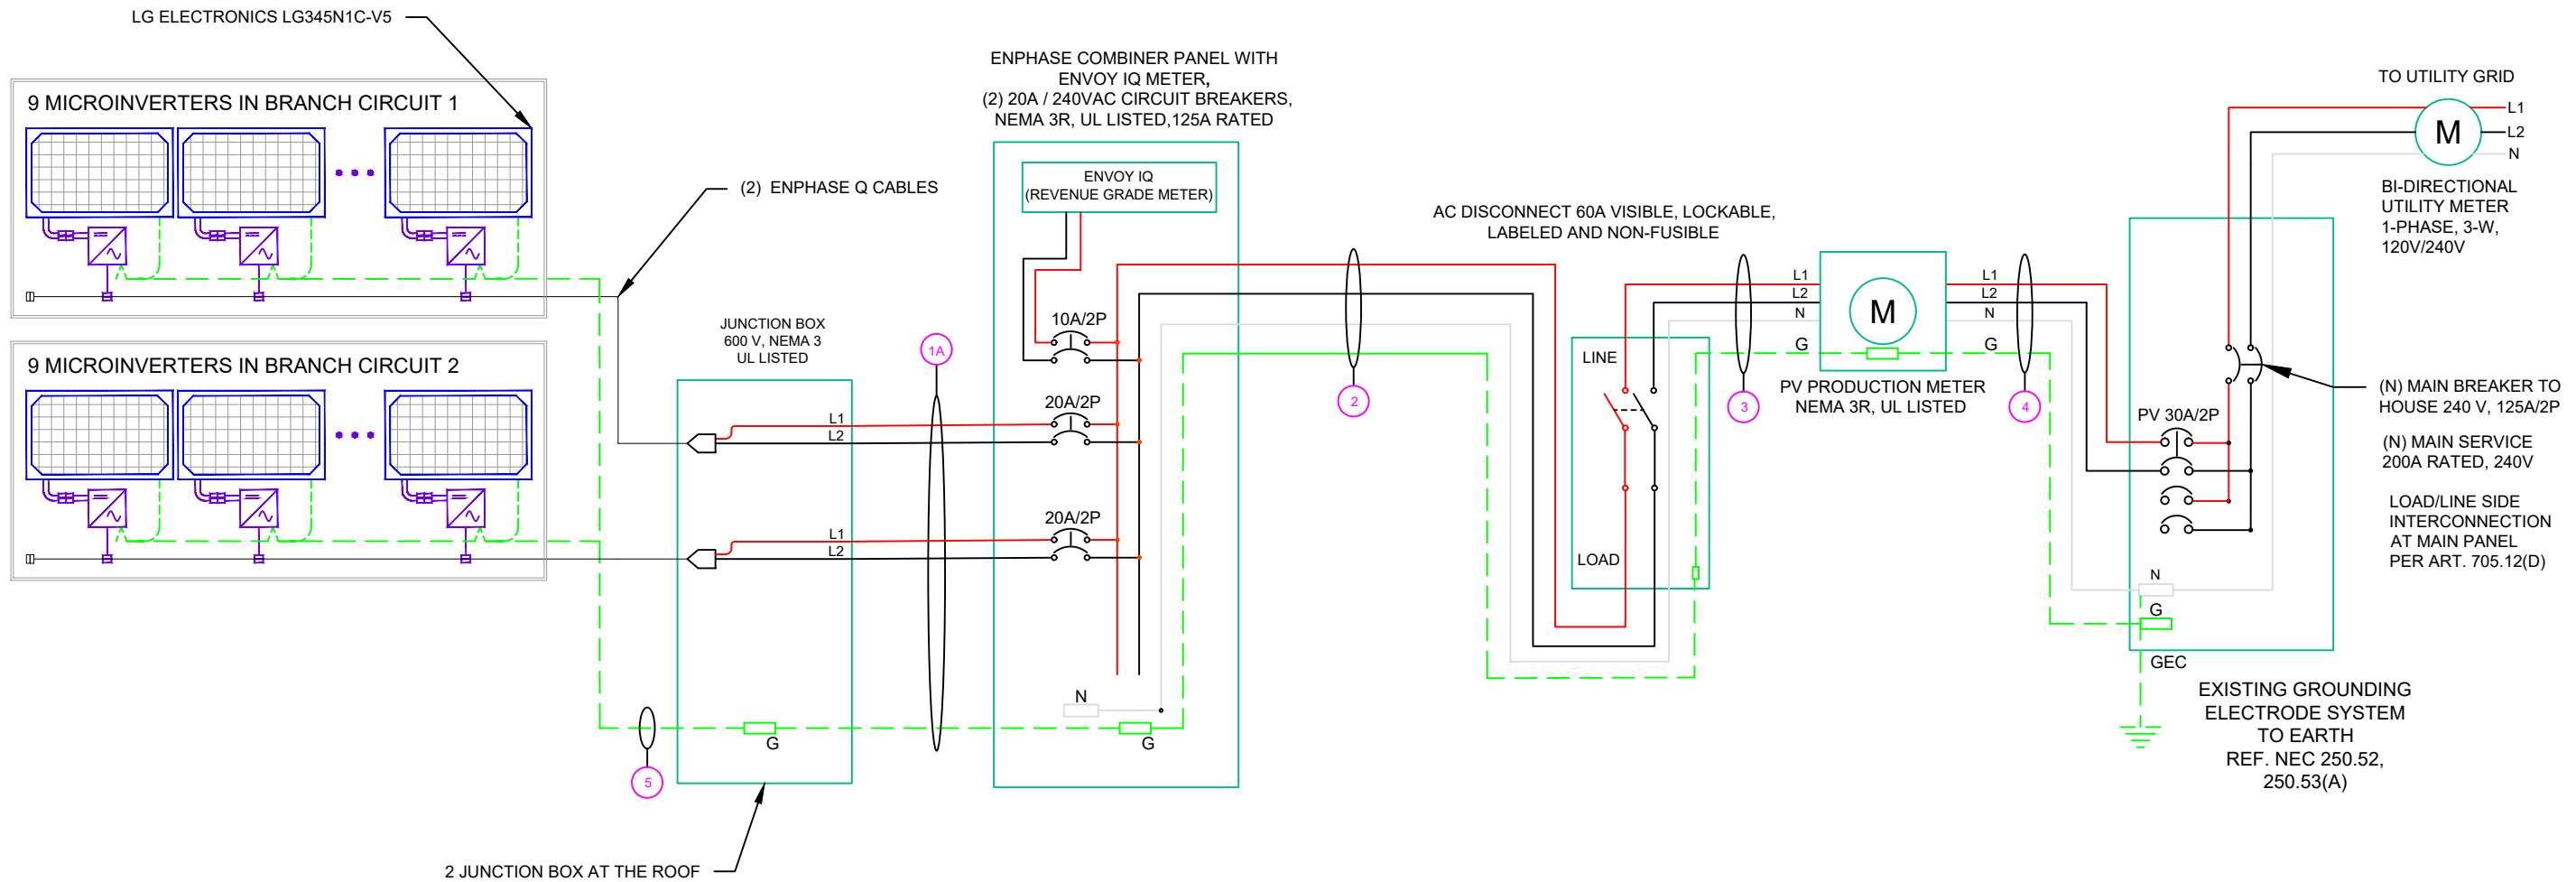 LG ELECTRONICS LG345N1C-V5
9 MICROINVERTERS IN BRANCH CIRCUIT 1
9 MICROINVERTERS IN BRANCH CIRCUIT 2
(2) ENPHASE Q CABLES
JUNCTION BOX
600 V, NEMA 3
UL LISTED
L1
L2
L1
L2
G
5
2 JUNCTION BOX AT THE ROOF
1A
ENPHASE COMBINER PANEL WITH
ENVOY IQ METER,
(2) 20A / 240VAC CIRCUIT BREAKERS,
NEMA 3R, UL LISTED,125A RATED
ENVOY IQ
(REVENUE GRADE METER)
10A/2P
20A/2P
20A/2P
N
G
2
AC DISCONNECT 60A VISIBLE, LOCKABLE,
LABELED AND NON-FUSIBLE
LINE
LOAD
3
L1
L2
N
G
M
PV PRODUCTION METER
NEMA 3R, UL LISTED
L1
L2
N
G
4
TO UTILITY GRID
M
L1
L2
N
BI-DIRECTIONAL
UTILITY METER
1-PHASE, 3-W,
120V/240V
PV 30A/2P
(N) MAIN BREAKER TO
HOUSE 240 V, 125A/2P
(N) MAIN SERVICE
200A RATED, 240V
LOAD/LINE SIDE
INTERCONNECTION
AT MAIN PANEL
PER ART. 705.12(D)
N
G
GEC
EXISTING GROUNDING
ELECTRODE SYSTEM
TO EARTH
REF. NEC 250.52,
250.53(A)